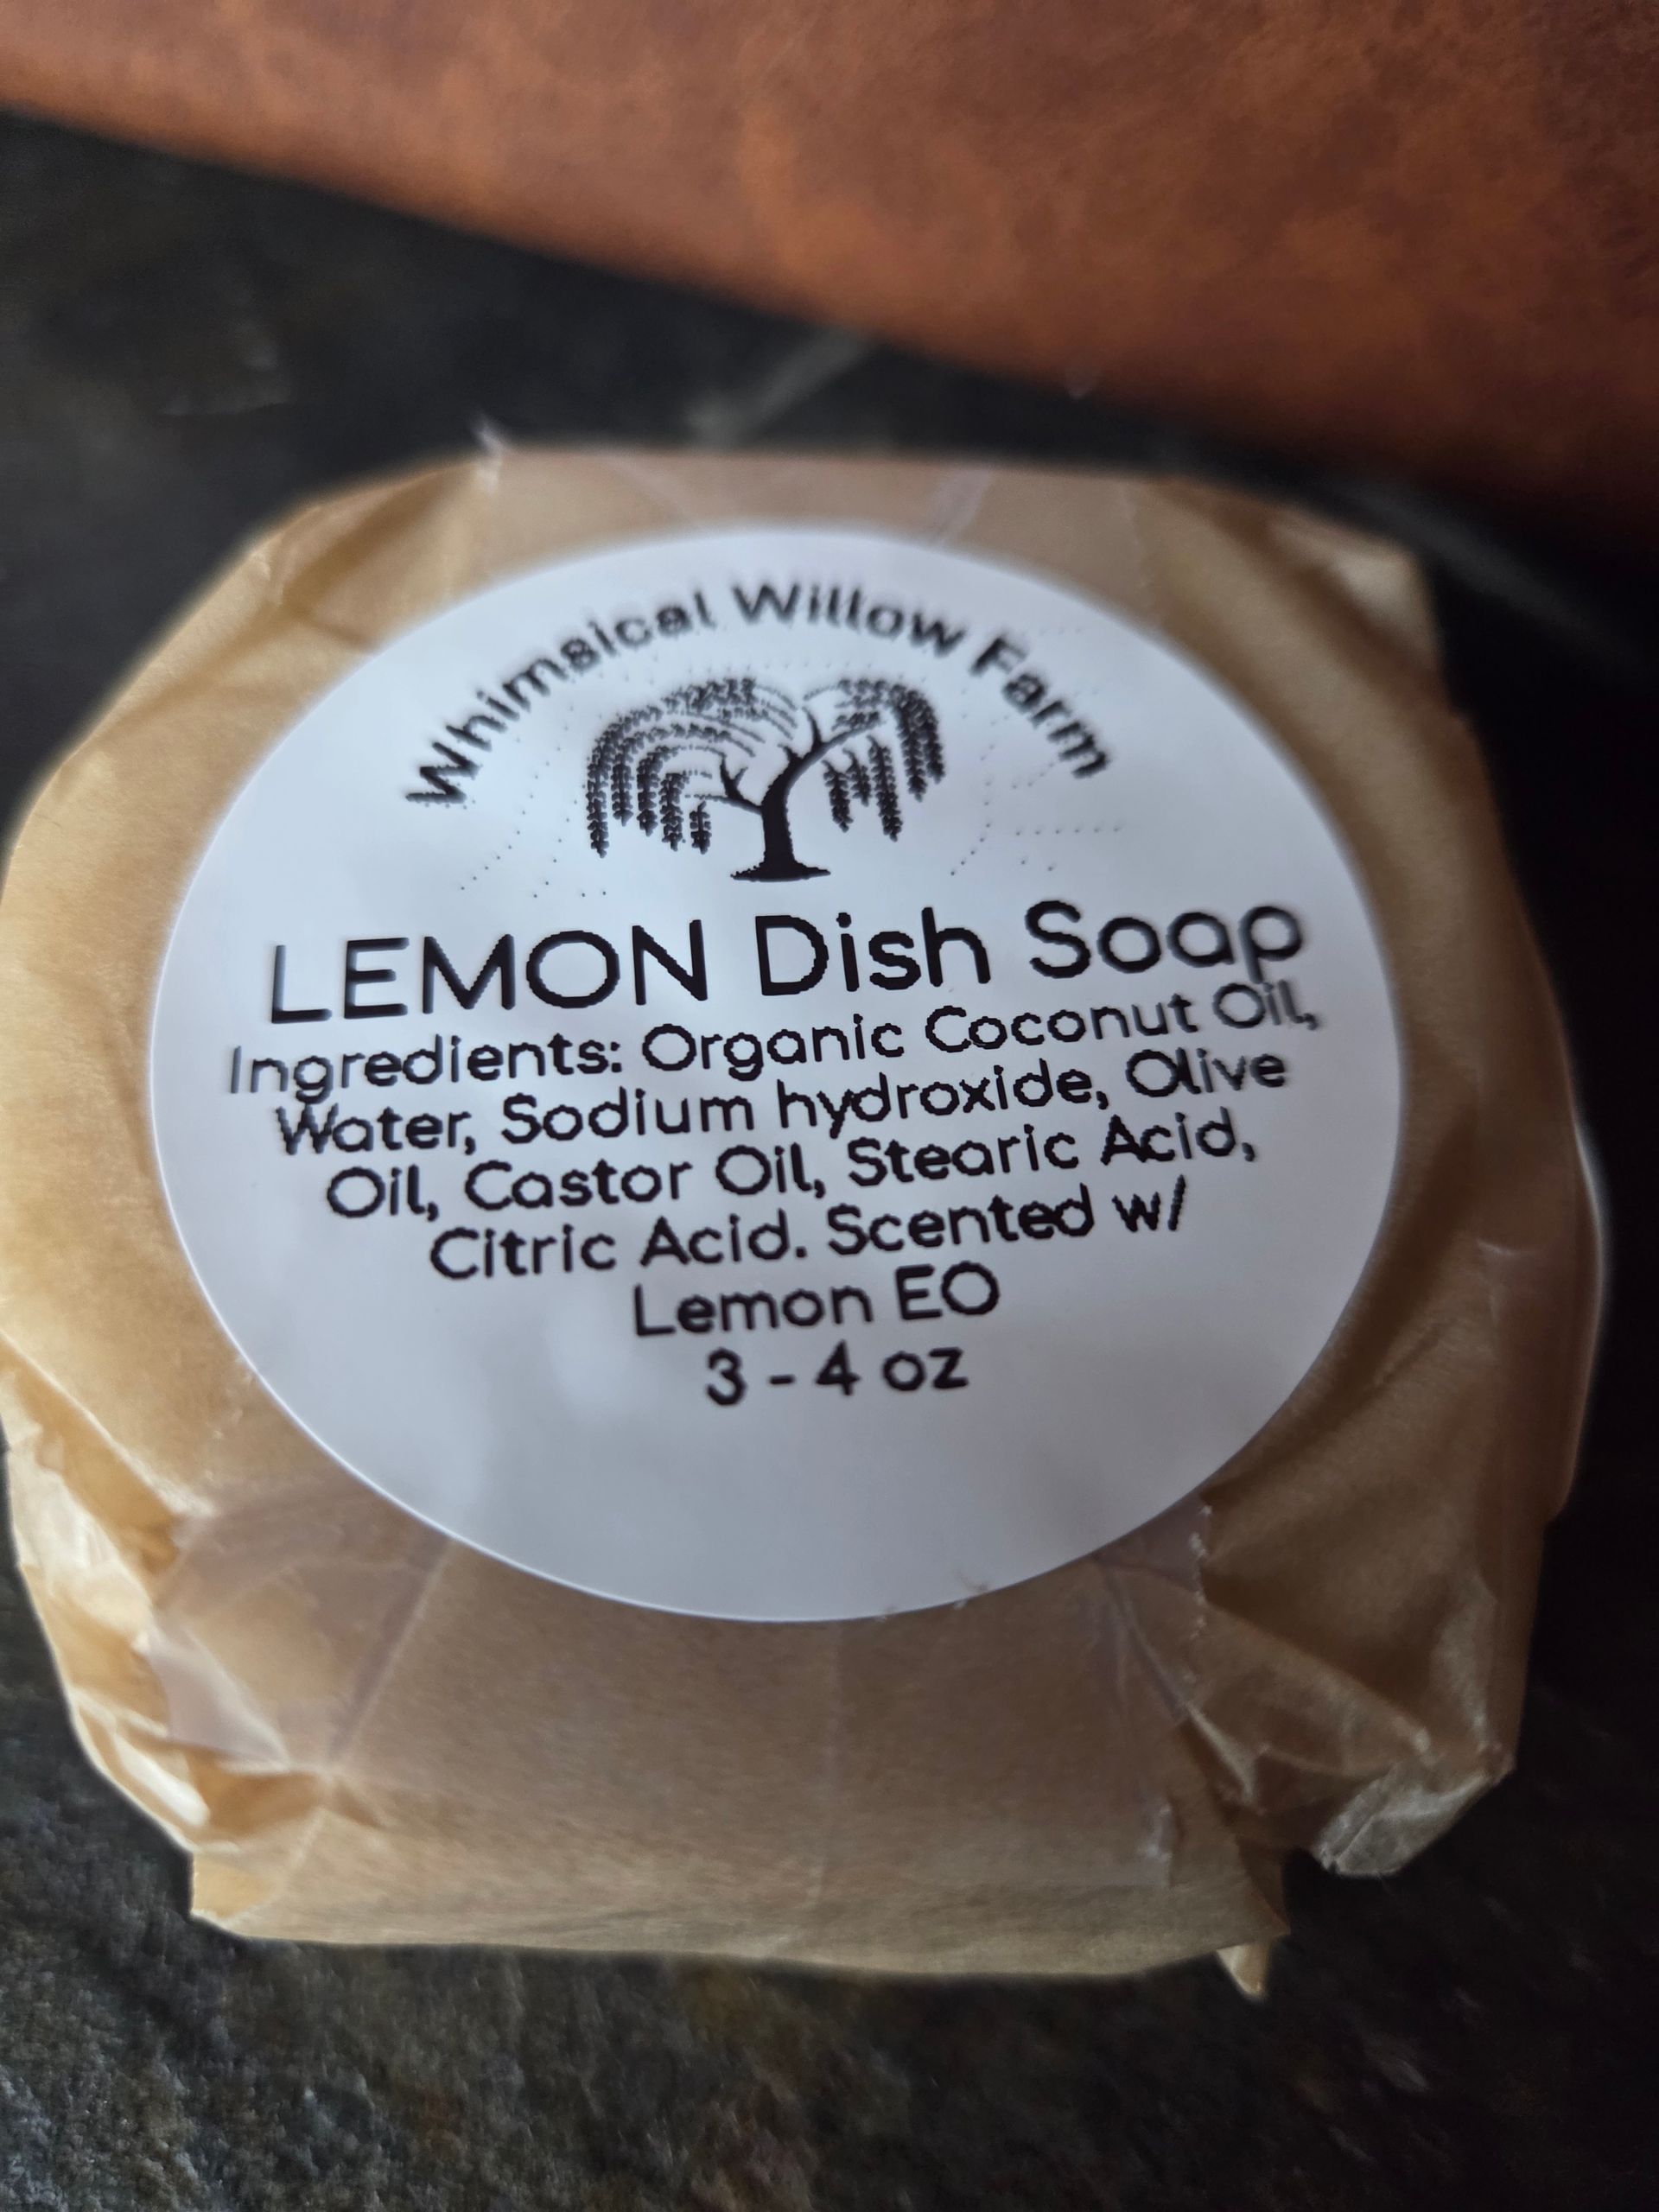 Whimsical Willow Farm
LEMON Dish Soap
Ingredients: Organic Coconut Oil,
Water, Sodium hydroxide, Olive
Oil, Castor Oil, Stearic Acid,
Citric Acid. Scented w/
Lemon EO
3 - 4 oz